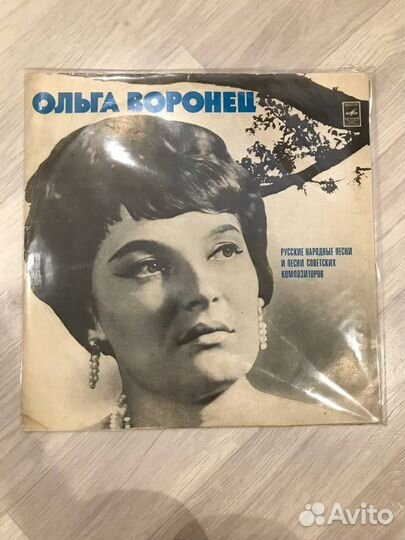 ОЛЬГА ВОРОНЕЦ
РУССКИЕ НАРОДНЫЕ ПЕСНИ
И ПЕСНИ СОВЕТСКИХ
КОМПОЗИТОРОВ
Avito